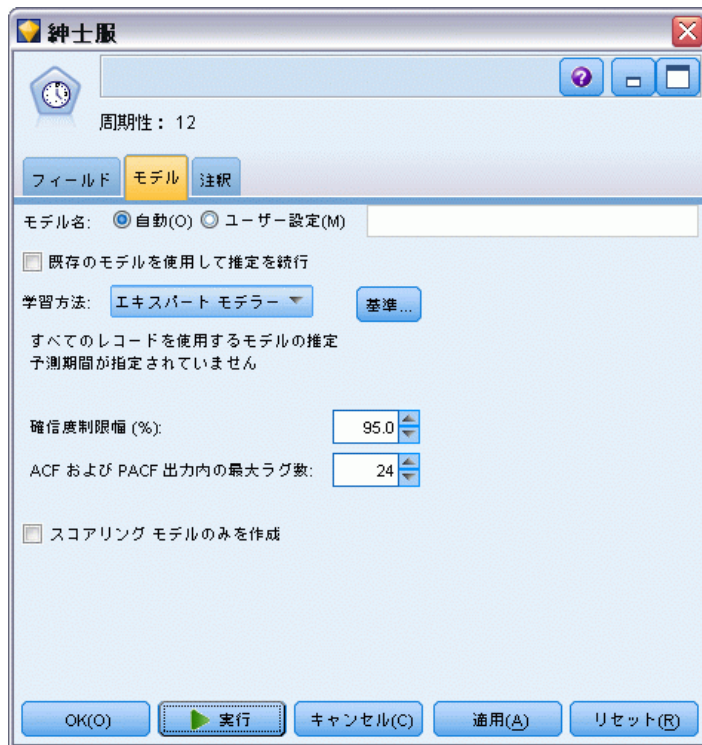 紳士服
周期性： 12
フィールド モデル 注釈
モデル名: 自動(O) ユーザー設定(M)
既存のモデルを使用して推定を続行
学習方法: エキスパート モデラー 基準...
すべてのレコードを使用するモデルの推定
予測期間が指定されていません
確信度制限幅 (%): 95.0
ACF および PACF 出力内の最大ラグ数: 24
スコアリング モデルのみを作成
OK(O) 実行 キャンセル(C) 適用(A) リセット(R)